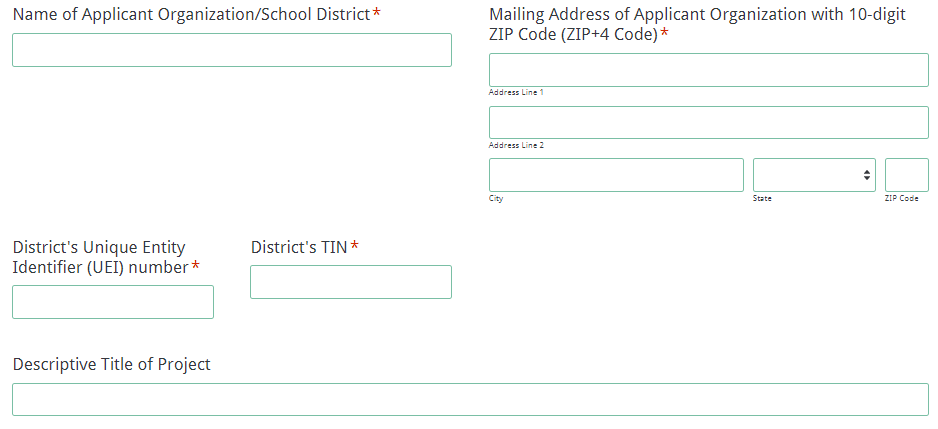 Name of Applicant Organization/School District*
Mailing Address of Applicant Organization with 10-digit
ZIP Code (ZIP+4 Code)*
Address Line 1
Address Line 2
City
State
ZIP Code
District's Unique Entity
Identifier (UEI) number*
District's TIN*
Descriptive Title of Project